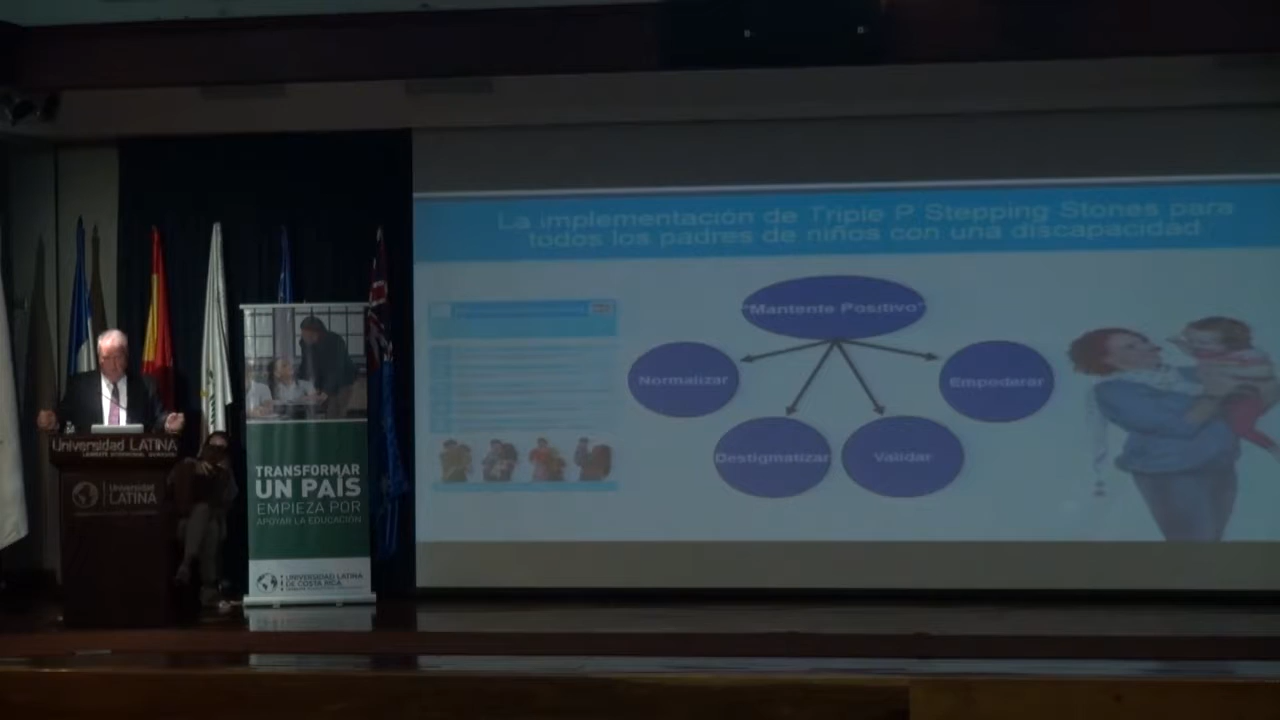 La implementación de Triple P Stepping Stones para
todos los padres de niños con una discapacidad
"Mantente Positivo"
Normalizar
Empoderar
Destigmatizar
Validar
Universidad LATINA
Universidad
LATINA
TRANSFORMAR
UN PAÍS
EMPIEZA POR
APOYAR LA EDUCACIÓN
UNIVERSIDAD LATINA
DE COSTA RICA